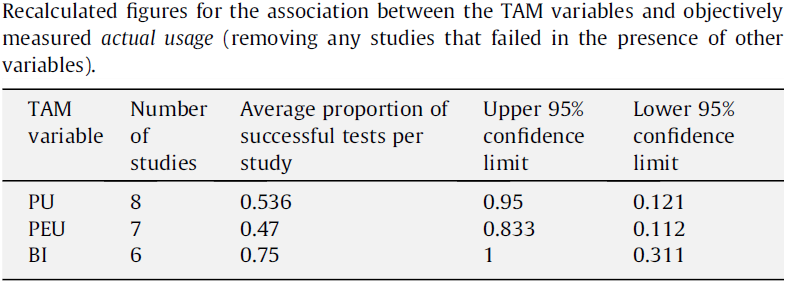 Recalculated figures for the association between the TAM variables and objectively
measured actual usage (removing any studies that failed in the presence of other
variables).
TAM variable Number of studies Average proportion of successful tests per study Upper 95% confidence limit Lower 95% confidence limit
PU 8 0.536 0.95 0.121
PEU 7 0.47 0.833 0.112
BI 6 0.75 1 0.311